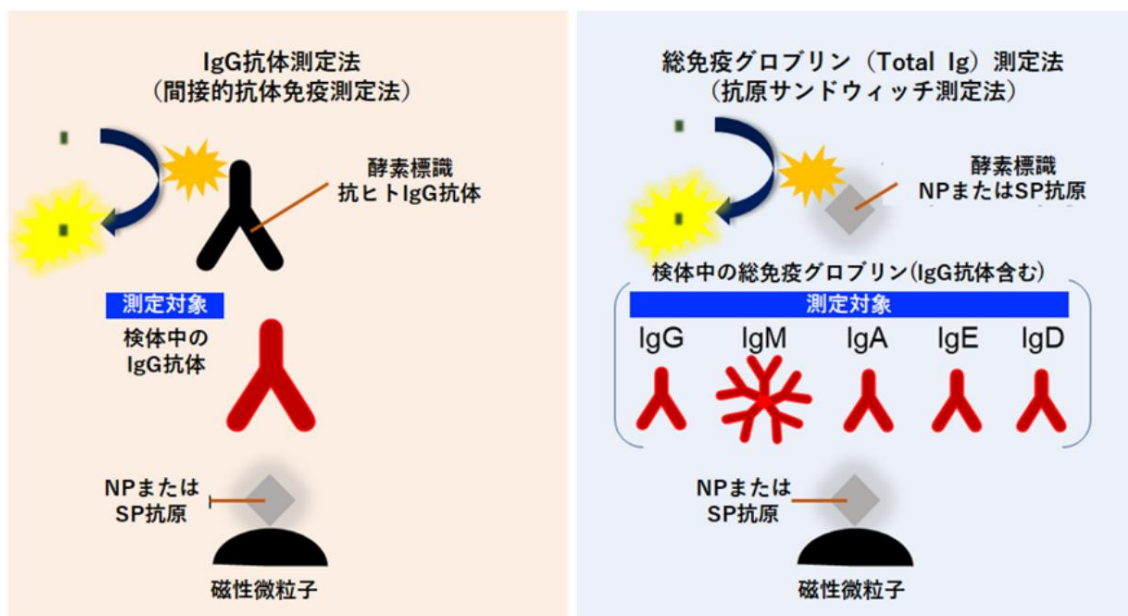 IgG抗体測定法
（間接的抗体免疫測定法）
酵素標識
抗ヒトIgG抗体
測定対象
検体中の
IgG抗体
NPまたは
SP抗原
磁性微粒子
総免疫グロブリン（Total Ig）測定法
（抗原サンドウィッチ測定法）
酵素標識
NPまたはSP抗原
検体中の総免疫グロブリン(IgG抗体含む)
測定対象
IgG IgM IgA IgE IgD
NPまたは
SP抗原
磁性微粒子